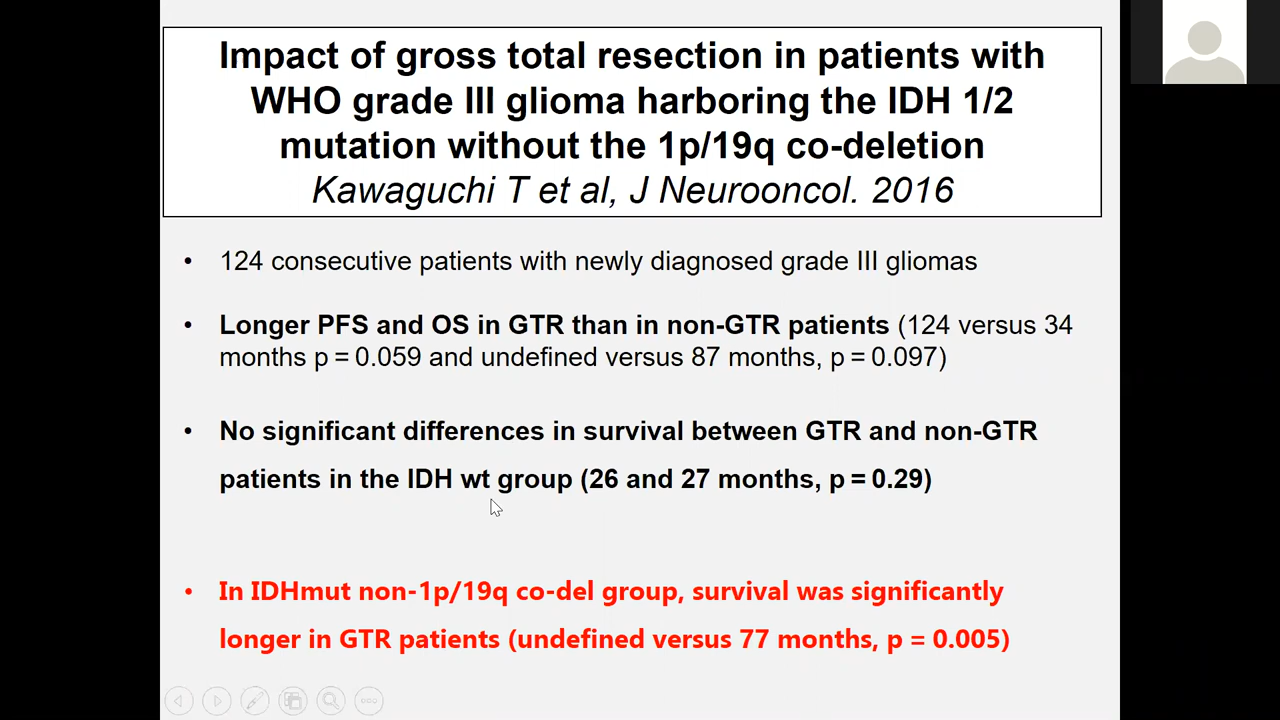 Impact of gross total resection in patients with
WHO grade III glioma harboring the IDH 1/2
mutation without the 1p/19q co-deletion
Kawaguchi T et al, J Neurooncol. 2016
• 124 consecutive patients with newly diagnosed grade III gliomas
• Longer PFS and OS in GTR than in non-GTR patients (124 versus 34
months p = 0.059 and undefined versus 87 months, p = 0.097)
• No significant differences in survival between GTR and non-GTR
patients in the IDH wt group (26 and 27 months, p = 0.29)
• In IDHmut non-1p/19q co-del group, survival was significantly
longer in GTR patients (undefined versus 77 months, p = 0.005)